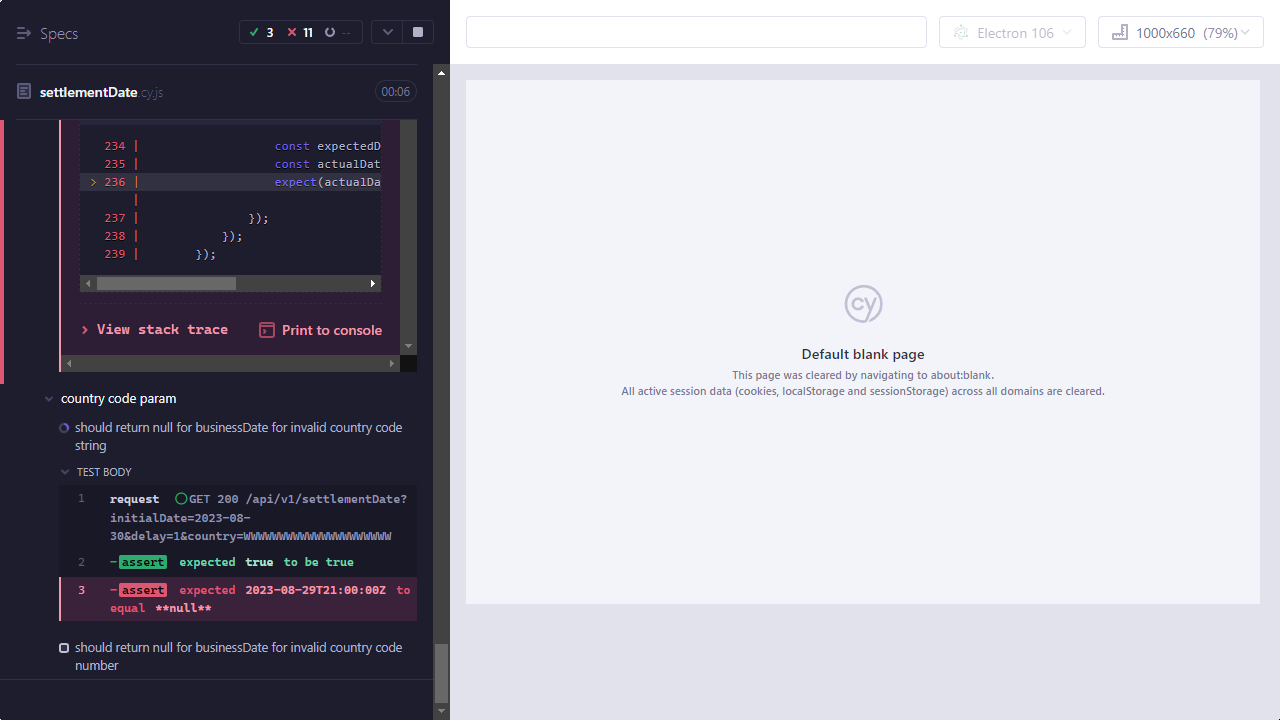 Specs
3
11
--
Electron 106
1000x660 (79%)
settlementDate.cy.js
00:06
234 | const expectedD
235 | const actualDat
> 236 | expect(actualDa
|
237 | });
238 | });
239 | });
View stack trace
Print to console
country code param
should return null for businessDate for invalid country code
string
TEST BODY
1 request GET 200 /api/v1/settlementDate?
initialDate=2023-08-
30&delay=1&country=WWWWWWWWWWWWWWWWWWWWW
2 -assert expected true to be true
3 -assert expected 2023-08-29T21:00:00Z to
equal **null**
should return null for businessDate for invalid country code
number
cy
Default blank page
This page was cleared by navigating to about:blank.
All active session data (cookies, localStorage and sessionStorage) across all domains are cleared.